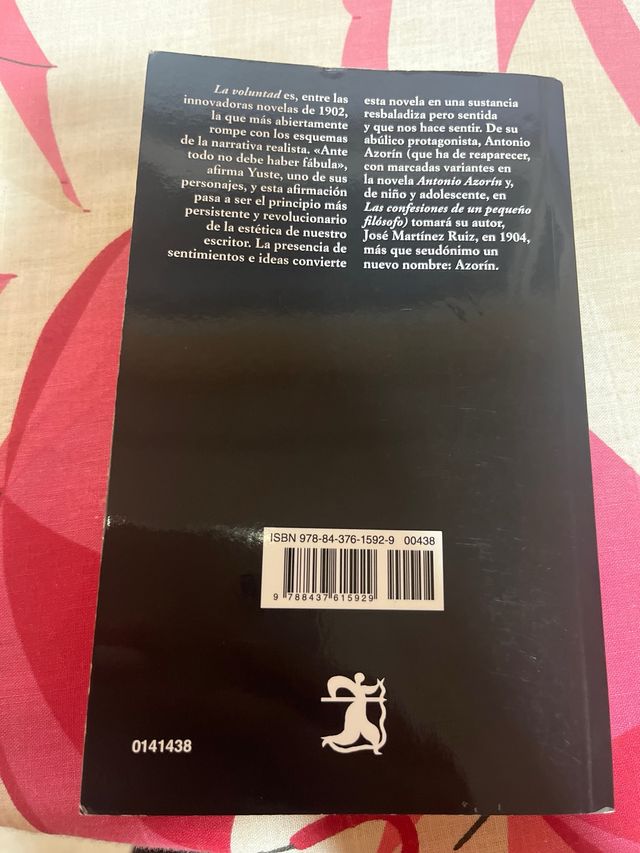 La voluntad es, entre las
innovadoras novelas de 1902,
la que más abiertamente
rompe con los esquemas
de la narrativa realista. «Ante
todo no debe haber fábula»,
afirma Yuste, uno de sus
personajes, y esta afirmación
pasa a ser el principio más
persistente y revolucionario
de la estética de nuestro
escritor. La presencia de
sentimientos e ideas convierte
esta novela en una sustancia
resbaladiza pero sentida
y que nos hace sentir. De su
abúlico protagonista, Antonio
Azorín (que ha de reaparecer,
con marcadas variantes en
la novela Antonio Azorín y,
de niño y adolescente, en
Las confesiones de un pequeño
filósofo) tomará su autor,
José Martínez Ruiz, en 1904,
más que seudónimo un
nuevo nombre: Azorín.
ISBN 978-84-376-1592-9 00438
9 788437 615929
0141438